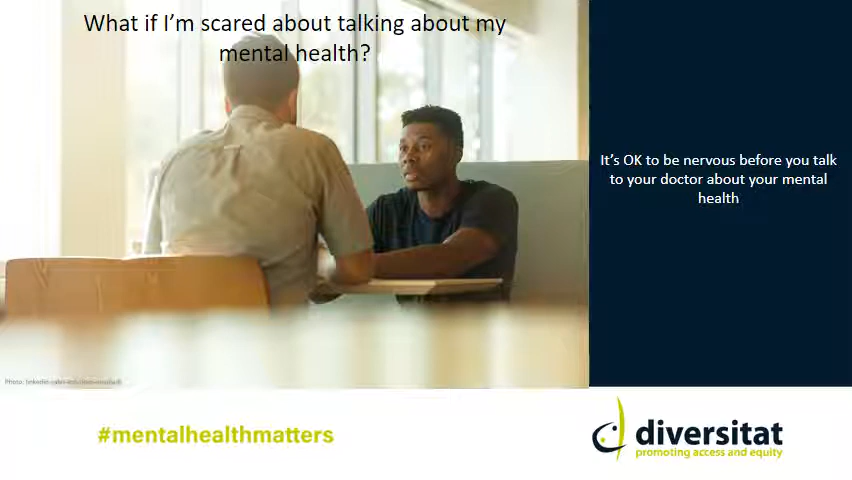 What if I'm scared about talking about my
mental health?
It's OK to be nervous before you talk
to your doctor about your mental
health
#mentalhealthmatters
diversitat
promoting access and equity